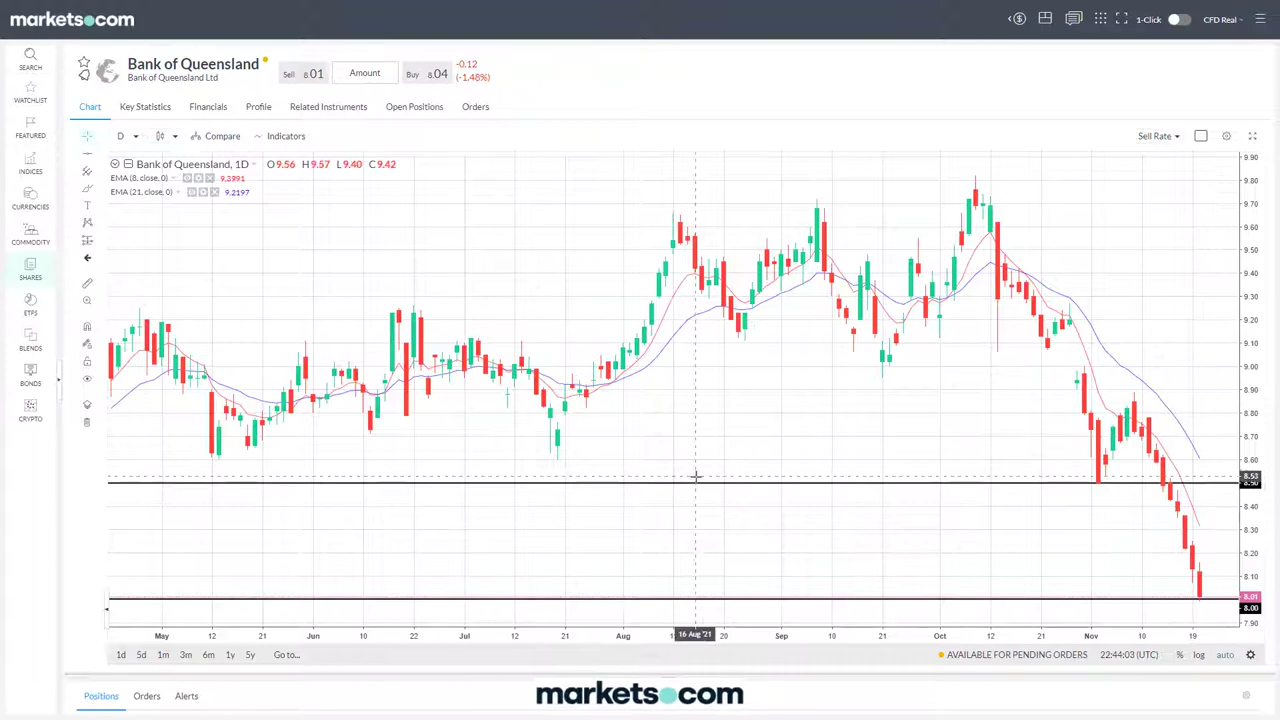 markets.com
1-Click
CFD Real
SEARCH
WATCHLIST
FEATURED
INDICES
CURRENCIES
COMMODITY
SHARES
ETFS
BLENDS
BONDS
CRYPTO
Bank of Queensland
Bank of Queensland Ltd
Sell 8.01
Amount
Buy 8.04
-0.12
(-1.48%)
Chart
Key Statistics
Financials
Profile
Related Instruments
Open Positions
Orders
D
Compare
Indicators
Sell Rate
Bank of Queensland, 1D
O9.56 H9.57 L9.40 C9.42
EMA (8, close, 0) 9.3991
EMA (21, close, 0) 9.2197
9.90
9.80
9.70
9.60
9.50
9.40
9.30
9.20
9.10
9.00
8.90
8.80
8.70
8.60
8.53
8.50
8.40
8.30
8.20
8.10
8.01
8.00
7.90
May 12 21 Jun 10 22 Jul 12 21 Aug 16 Aug '21 20 Sep 10 21 Oct 12 21 Nov 10 19
1d 5d 1m 3m 6m 1y 5y Go to...
AVAILABLE FOR PENDING ORDERS
22:44:03 (UTC)
% log auto
Positions Orders Alerts
markets.com